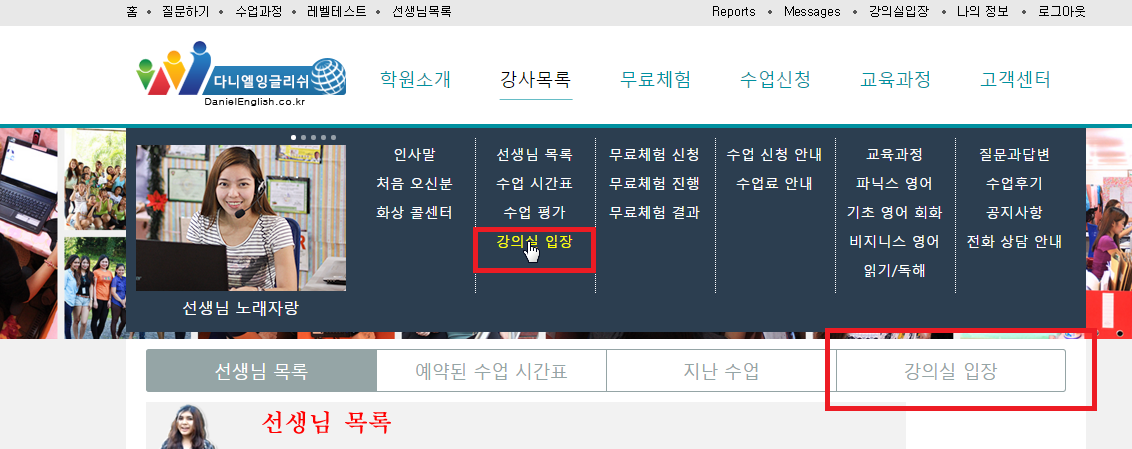 홈 • 질문하기 • 수업과정 • 레벨테스트 • 선생님목록
Reports • Messages • 강의실입장 • 나의 정보 • 로그아웃
다니엘잉글리쉬
DanielEnglish.co.kr
학원소개 강사목록 무료체험 수업신청 교육과정 고객센터
인사말
처음 오신분
화상 콜센터
선생님 목록
수업 시간표
수업 평가
강의실 입장
무료체험 신청
무료체험 진행
무료체험 결과
수업 신청 안내
수업료 안내
교육과정
파닉스 영어
기초 영어 회화
비지니스 영어
읽기/독해
질문과답변
수업후기
공지사항
전화 상담 안내
선생님 노래자랑
선생님 목록 예약된 수업 시간표 지난 수업 강의실 입장
선생님 목록